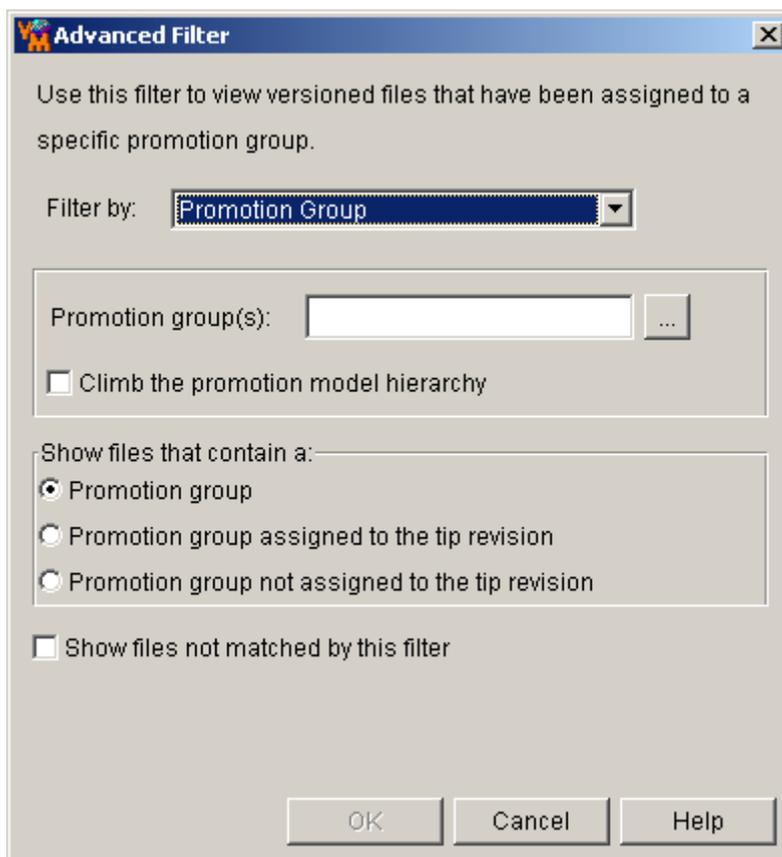 Advanced Filter
Use this filter to view versioned files that have been assigned to a
specific promotion group.
Filter by: Promotion Group
Promotion group(s): ...
Climb the promotion model hierarchy
Show files that contain a:
Promotion group
Promotion group assigned to the tip revision
Promotion group not assigned to the tip revision
Show files not matched by this filter
OK Cancel Help